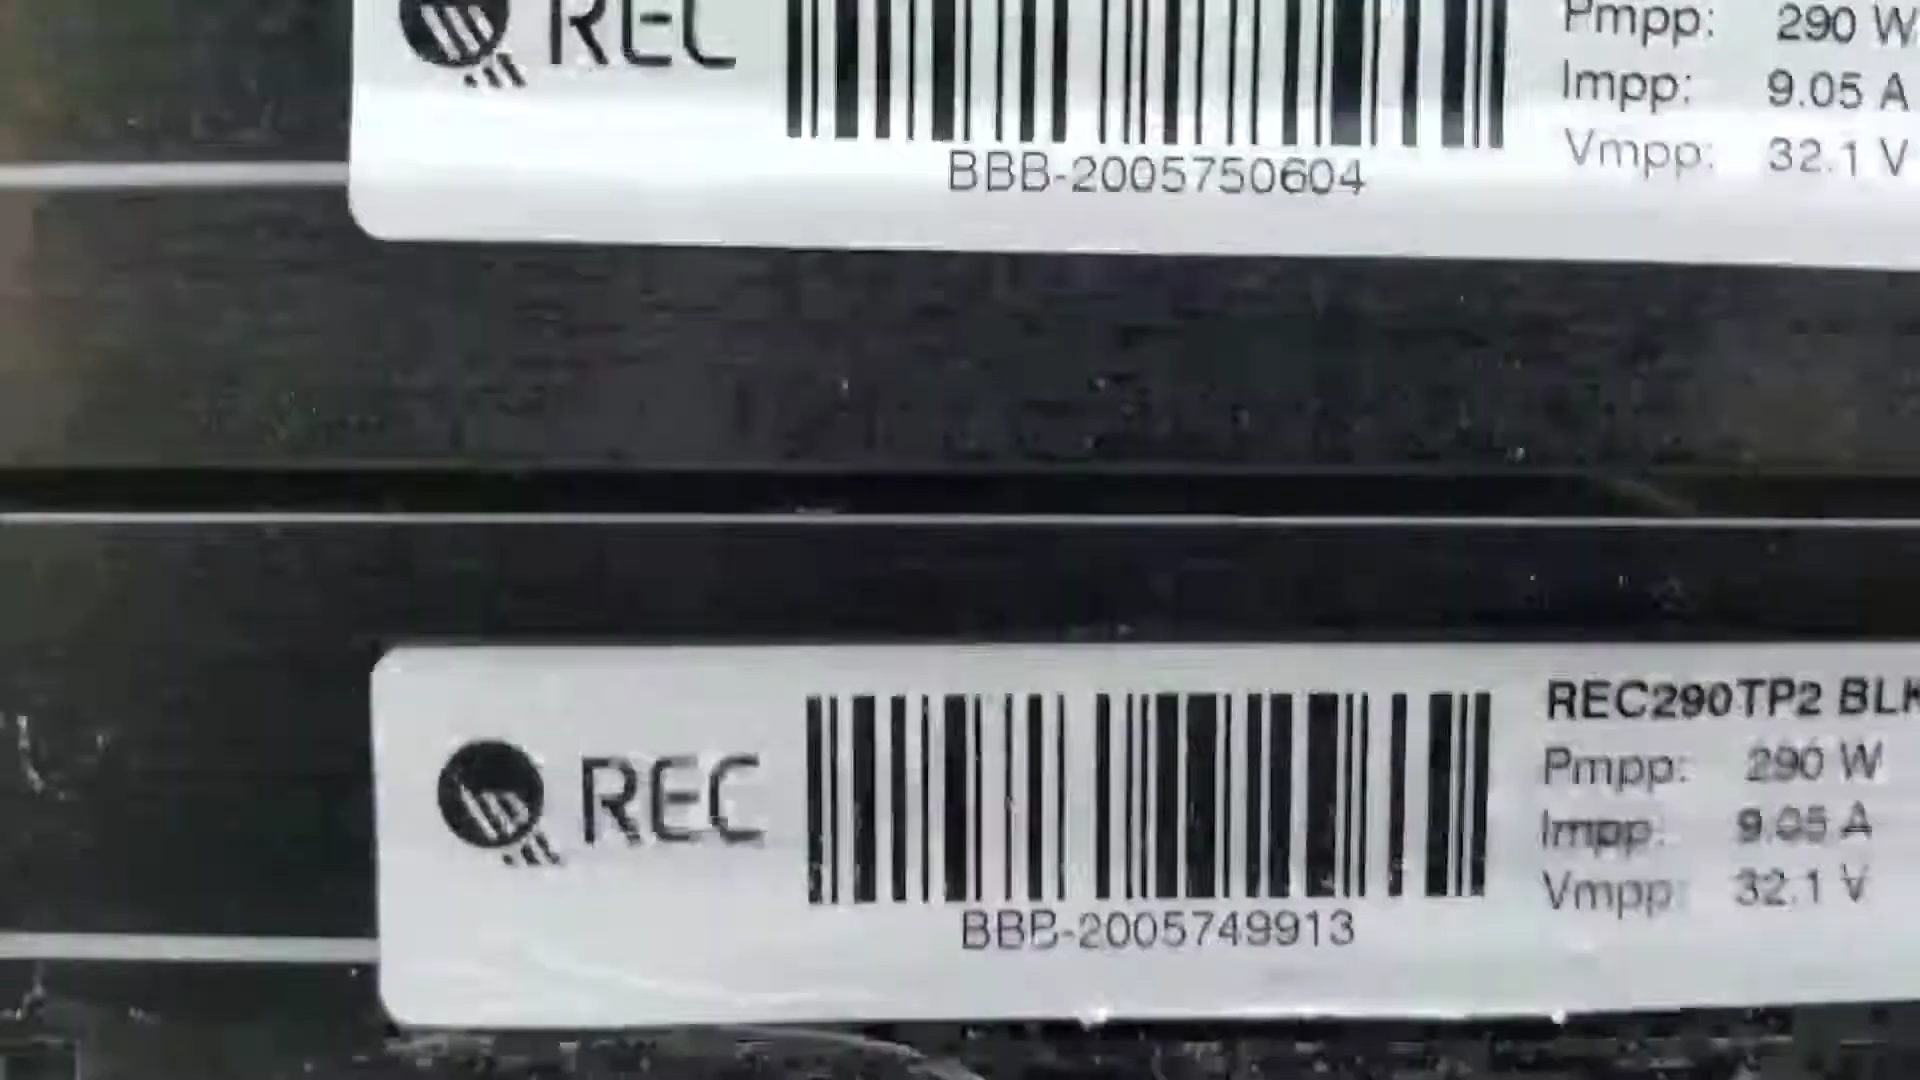 REC
BBB-2005750604
Pmpp: 290 W
Impp: 9.05 A
Vmpp: 32.1 V
REC
BBB-2005749913
REC290TP2 BLK
Pmpp: 290 W
Impp: 9.05 A
Vmpp: 32.1 V